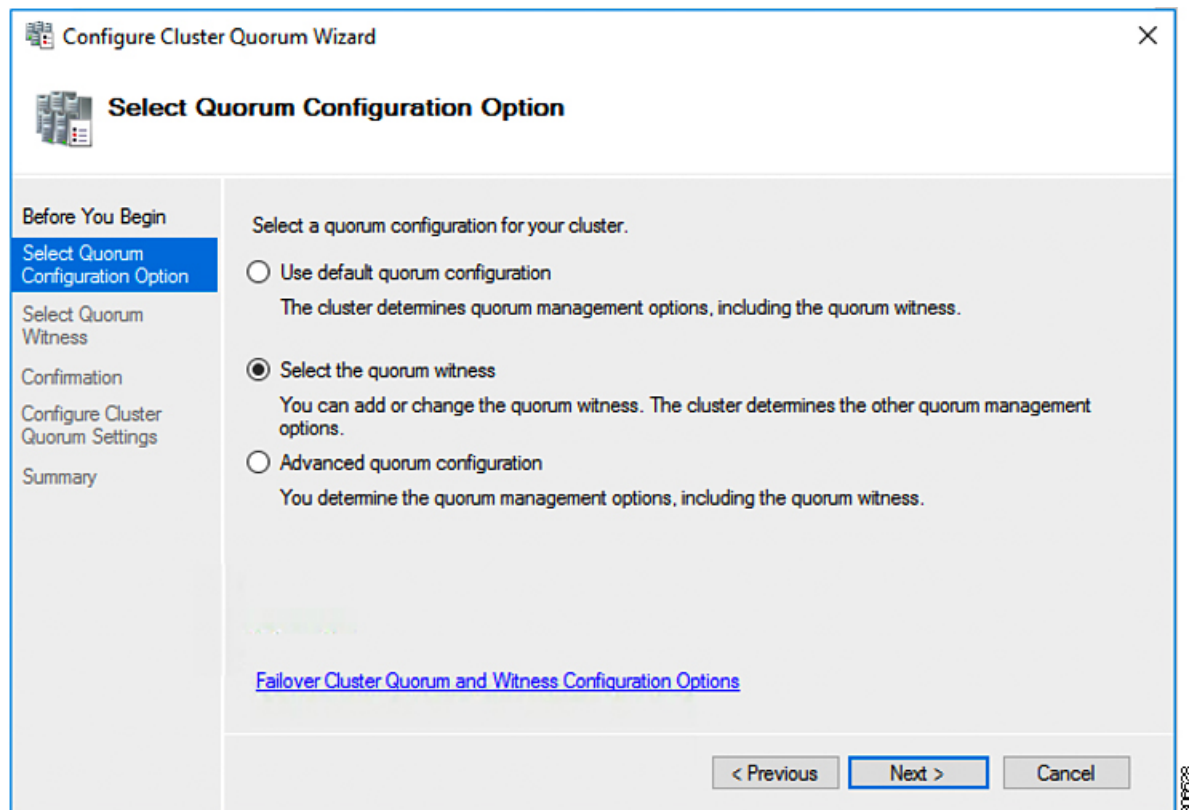 Configure Cluster Quorum Wizard
Select Quorum Configuration Option
Before You Begin
Select Quorum
Configuration Option
Select Quorum
Witness
Confirmation
Configure Cluster
Quorum Settings
Summary
Select a quorum configuration for your cluster.
Use default quorum configuration
The cluster determines quorum management options, including the quorum witness.
Select the quorum witness
You can add or change the quorum witness. The cluster determines the other quorum management
options.
Advanced quorum configuration
You determine the quorum management options, including the quorum witness.
Failover Cluster Quorum and Witness Configuration Options
< Previous
Next >
Cancel